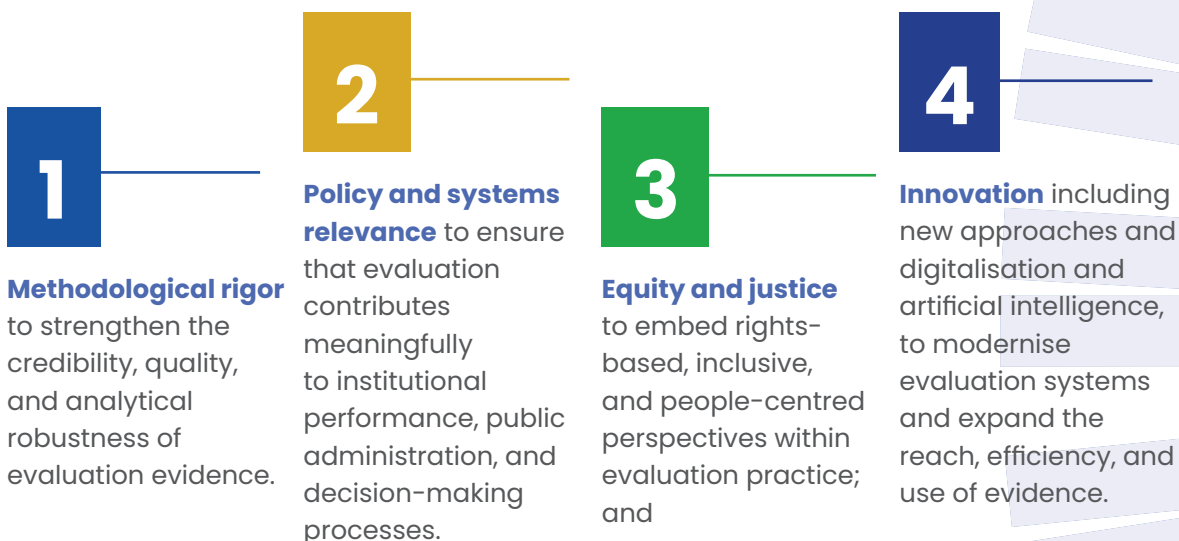 1
Methodological rigor
to strengthen the
credibility, quality,
and analytical
robustness of
evaluation evidence.
2
Policy and systems
relevance to ensure
that evaluation
contributes
meaningfully
to institutional
performance, public
administration, and
decision-making
processes.
3
Equity and justice
to embed rights-
based, inclusive,
and people-centred
perspectives within
evaluation practice;
and
4
Innovation including
new approaches and
digitalisation and
artificial intelligence,
to modernise
evaluation systems
and expand the
reach, efficiency, and
use of evidence.